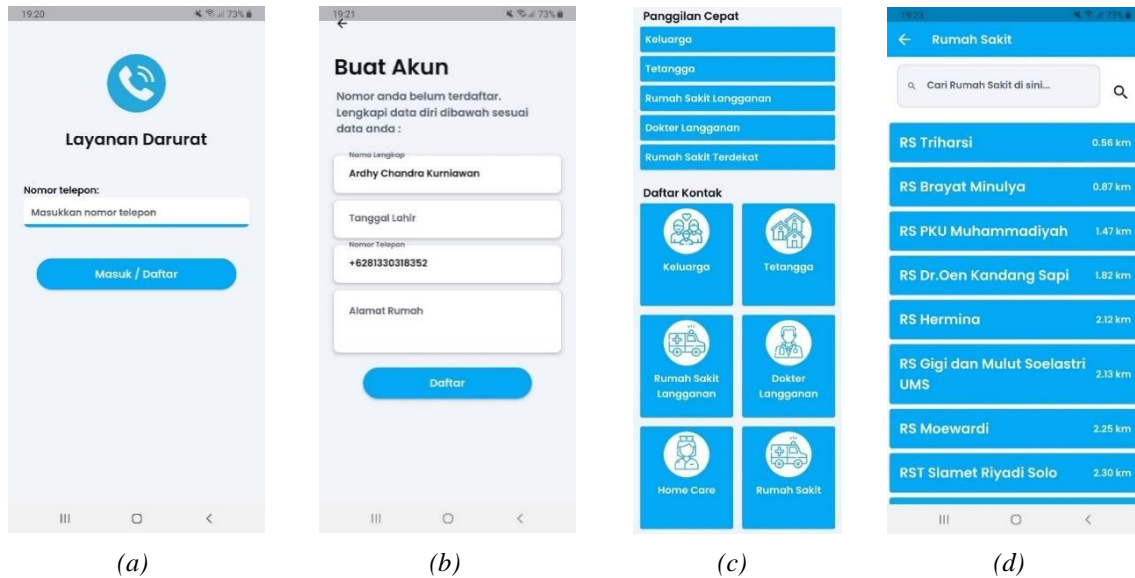 19.20
73%
Layanan Darurat
Nomor telepon:
Masukkan nomor telepon
Masuk / Daftar
(a)
19.21
73%
Buat Akun
Nomor anda belum terdaftar.
Lengkapi data diri dibawah sesuai
data anda :
Nama Lengkap
Ardhy Chandra Kurniawan
Tanggal Lahir
Nomor Telepon
+6281330318352
Alamat Rumah
Daftar
(b)
Panggilan Cepat
Keluarga
Tetangga
Rumah Sakit Langganan
Dokter Langganan
Rumah Sakit Terdekat
Daftar Kontak
Keluarga
Tetangga
Rumah Sakit
Langganan
Dokter
Langganan
Home Care
Rumah Sakit
(c)
19.23
73%
Rumah Sakit
Cari Rumah Sakit di sini...
RS Triharsi 0.56 km
RS Brayat Minulya 0.87 km
RS PKU Muhammadiyah 1.47 km
RS Dr.Oen Kandang Sapi 1.82 km
RS Hermina 2.12 km
RS Gigi dan Mulut Soelastri
UMS 2.13 km
RS Moewardi 2.25 km
RST Slamet Riyadi Solo 2.30 km
(d)